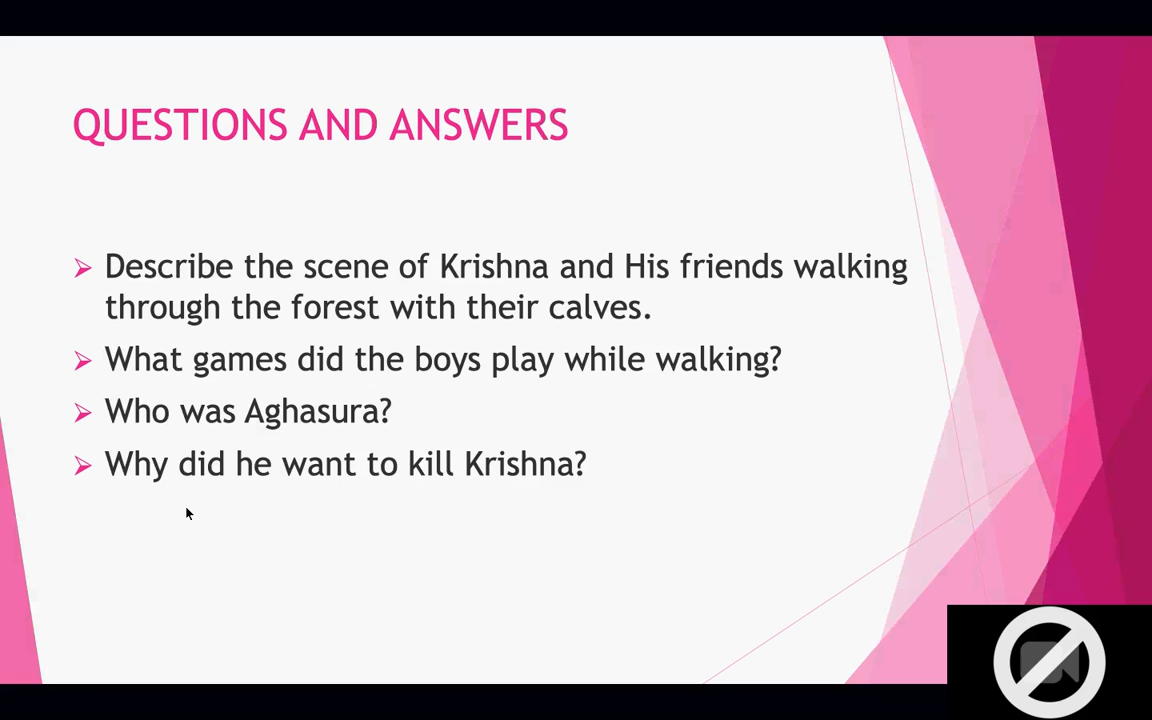 QUESTIONS AND ANSWERS
Describe the scene of Krishna and His friends walking
through the forest with their calves.
What games did the boys play while walking?
Who was Aghasura?
Why did he want to kill Krishna?